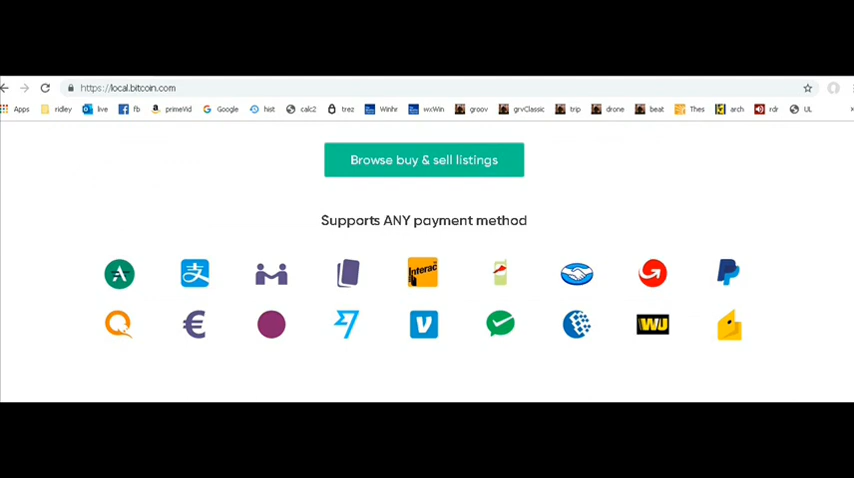 https://local.bitcoin.com
Apps ridley live fb primeVid Google hist calc2 trez Winhr wxWin groov grvClassic trip drone beat Thes arch rdr UL
Browse buy & sell listings
Supports ANY payment method
Interac
WU